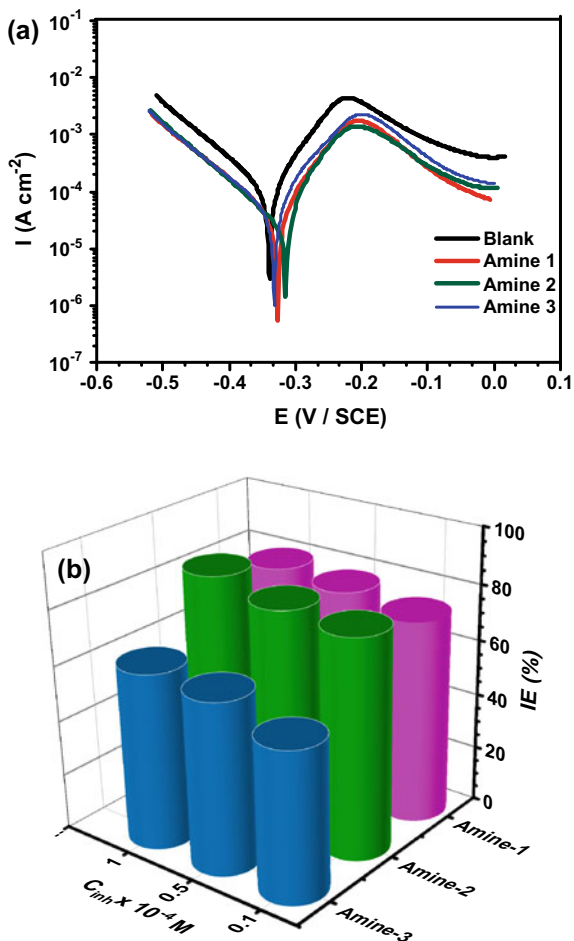 (a)
10⁻¹
10⁻²
10⁻³
10⁻⁴
10⁻⁵
10⁻⁶
10⁻⁷
I (A cm⁻²)
Blank
Amine 1
Amine 2
Amine 3
-0.6 -0.5 -0.4 -0.3 -0.2 -0.1 0.0 0.1
E (V / SCE)
(b)
100
80
60
40
20
0
IE (%)
Amine-1
Amine-2
Amine-3
1
0.5
0.1
C inh x 10⁻⁴ M